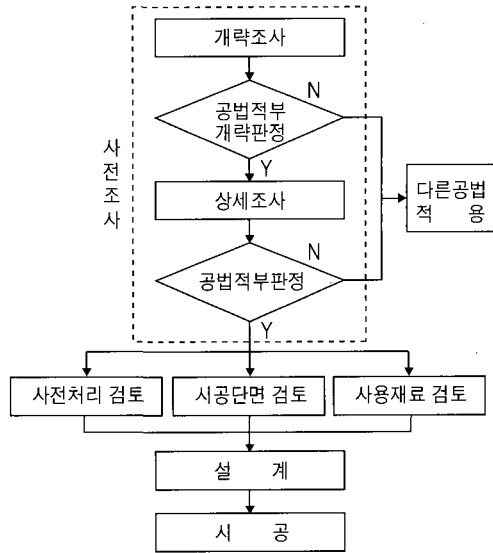 개략조사
N
공법적부
개략판정
Y
사전조사
상세조사
다른공법
적 용
N
공법적부판정
Y
사전처리 검토
시공단면 검토
사용재료 검토
설 계
시 공